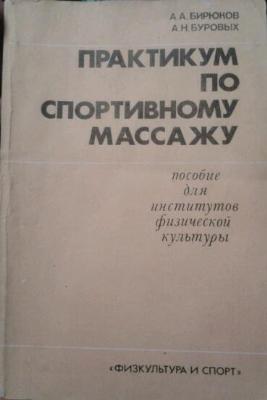 А.А.БИРЮКОВ
А.Н.БУРОВЫХ
ПРАКТИКУМ
ПО
СПОРТИВНОМУ
МАССАЖУ
пособие
для
институтов
физической
культуры
«ФИЗКУЛЬТУРА И СПОРТ»